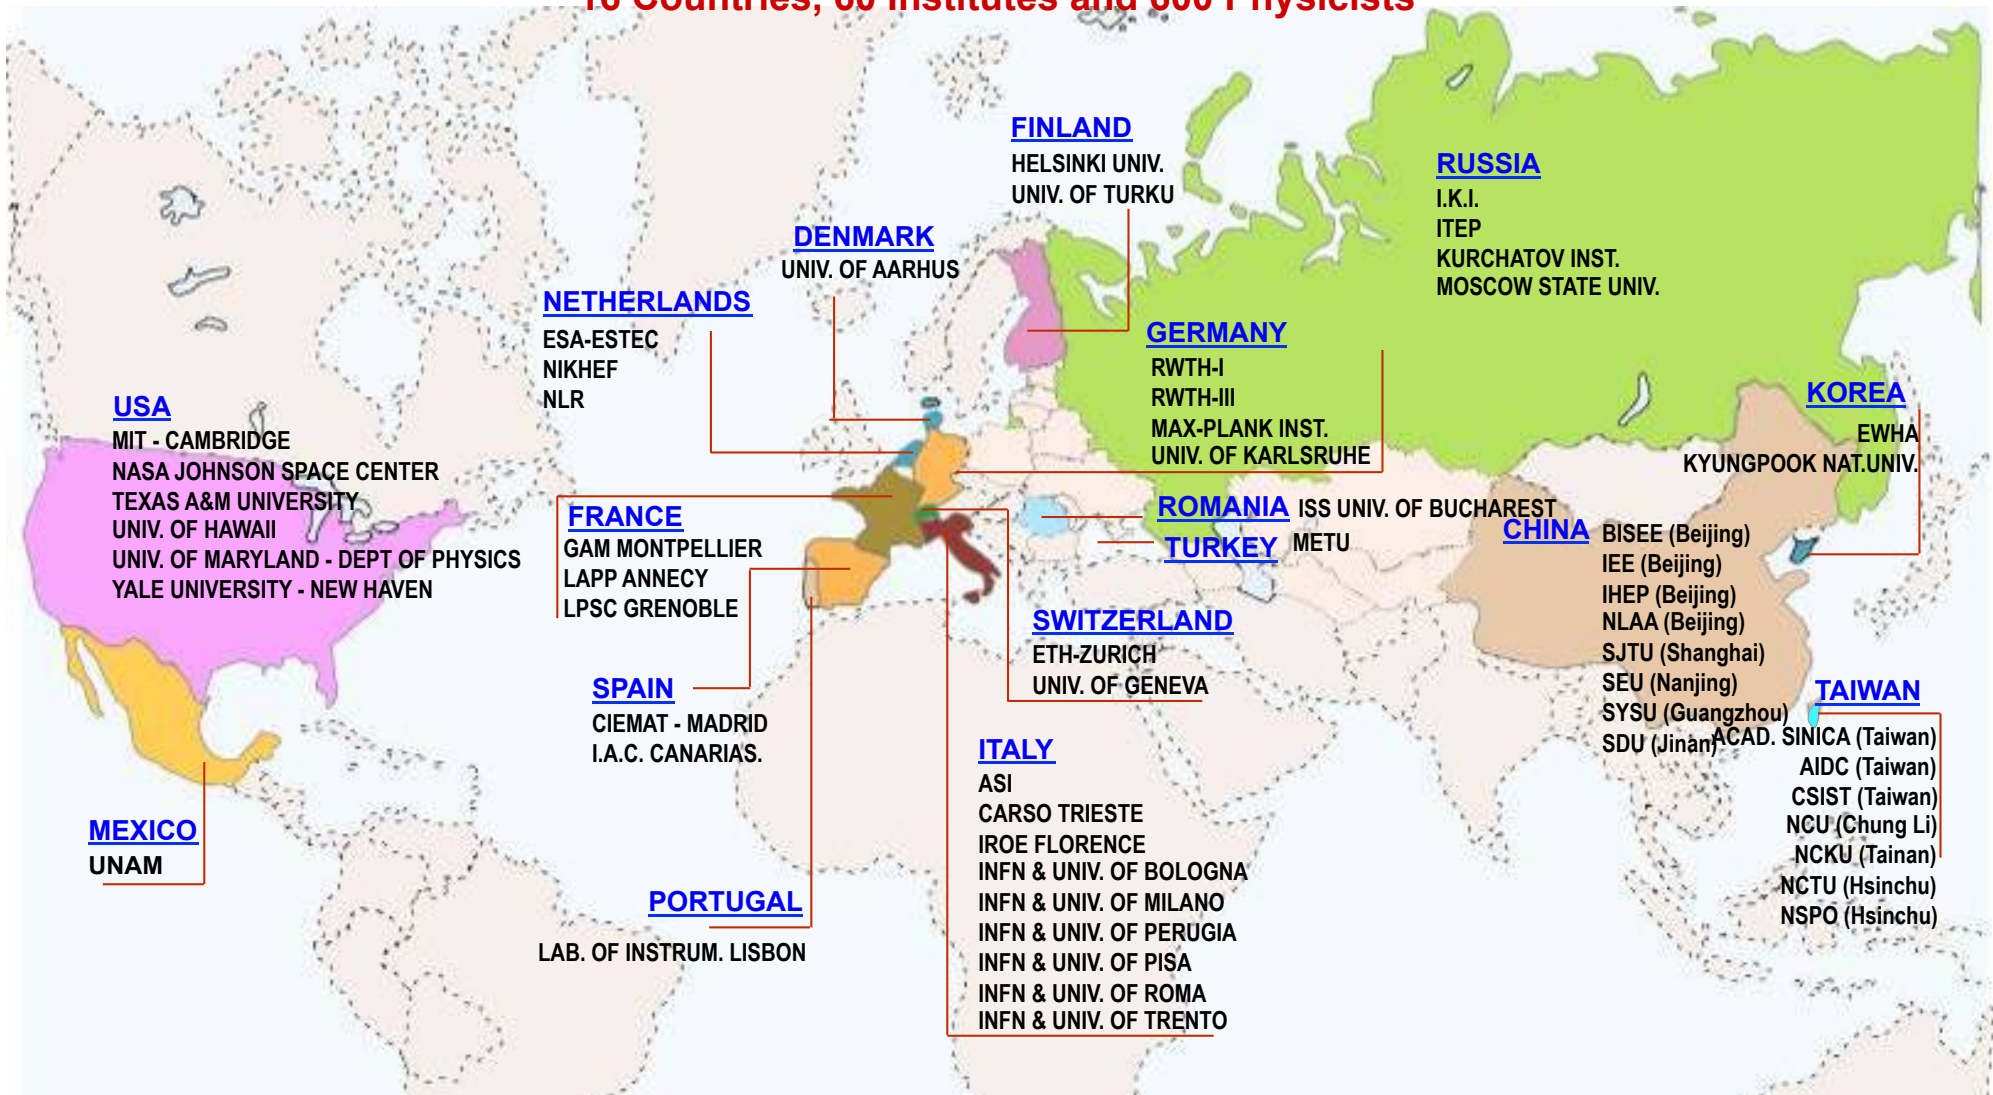 16 Countries, 60 Institutes and 600 Physicists
FINLAND
HELSINKI UNIV.
UNIV. OF TURKU
RUSSIA
I.K.I.
ITEP
KURCHATOV INST.
MOSCOW STATE UNIV.
DENMARK
UNIV. OF AARHUS
NETHERLANDS
ESA-ESTEC
NIKHEF
NLR
GERMANY
RWTH-I
RWTH-III
MAX-PLANK INST.
UNIV. OF KARLSRUHE
USA
MIT - CAMBRIDGE
NASA JOHNSON SPACE CENTER
TEXAS A&M UNIVERSITY
UNIV. OF HAWAII
UNIV. OF MARYLAND - DEPT OF PHYSICS
YALE UNIVERSITY - NEW HAVEN
KOREA
EWHA
KYUNGPOOK NAT.UNIV.
FRANCE
GAM MONTPELLIER
LAPP ANNECY
LPSC GRENOBLE
ROMANIA ISS UNIV. OF BUCHAREST
TURKEY METU
CHINA BISEE (Beijing)
IEE (Beijing)
IHEP (Beijing)
NLAA (Beijing)
SJTU (Shanghai)
SEU (Nanjing)
SYSU (Guangzhou)
SDU (Jinan)
SWITZERLAND
ETH-ZURICH
UNIV. OF GENEVA
SPAIN
CIEMAT - MADRID
I.A.C. CANARIAS.
TAIWAN
ACAD. SINICA (Taiwan)
AIDC (Taiwan)
CSIST (Taiwan)
NCU (Chung Li)
NCKU (Tainan)
NCTU (Hsinchu)
NSPO (Hsinchu)
ITALY
ASI
CARSO TRIESTE
IROE FLORENCE
INFN & UNIV. OF BOLOGNA
INFN & UNIV. OF MILANO
INFN & UNIV. OF PERUGIA
INFN & UNIV. OF PISA
INFN & UNIV. OF ROMA
INFN & UNIV. OF TRENTO
MEXICO
UNAM
PORTUGAL
LAB. OF INSTRUM. LISBON